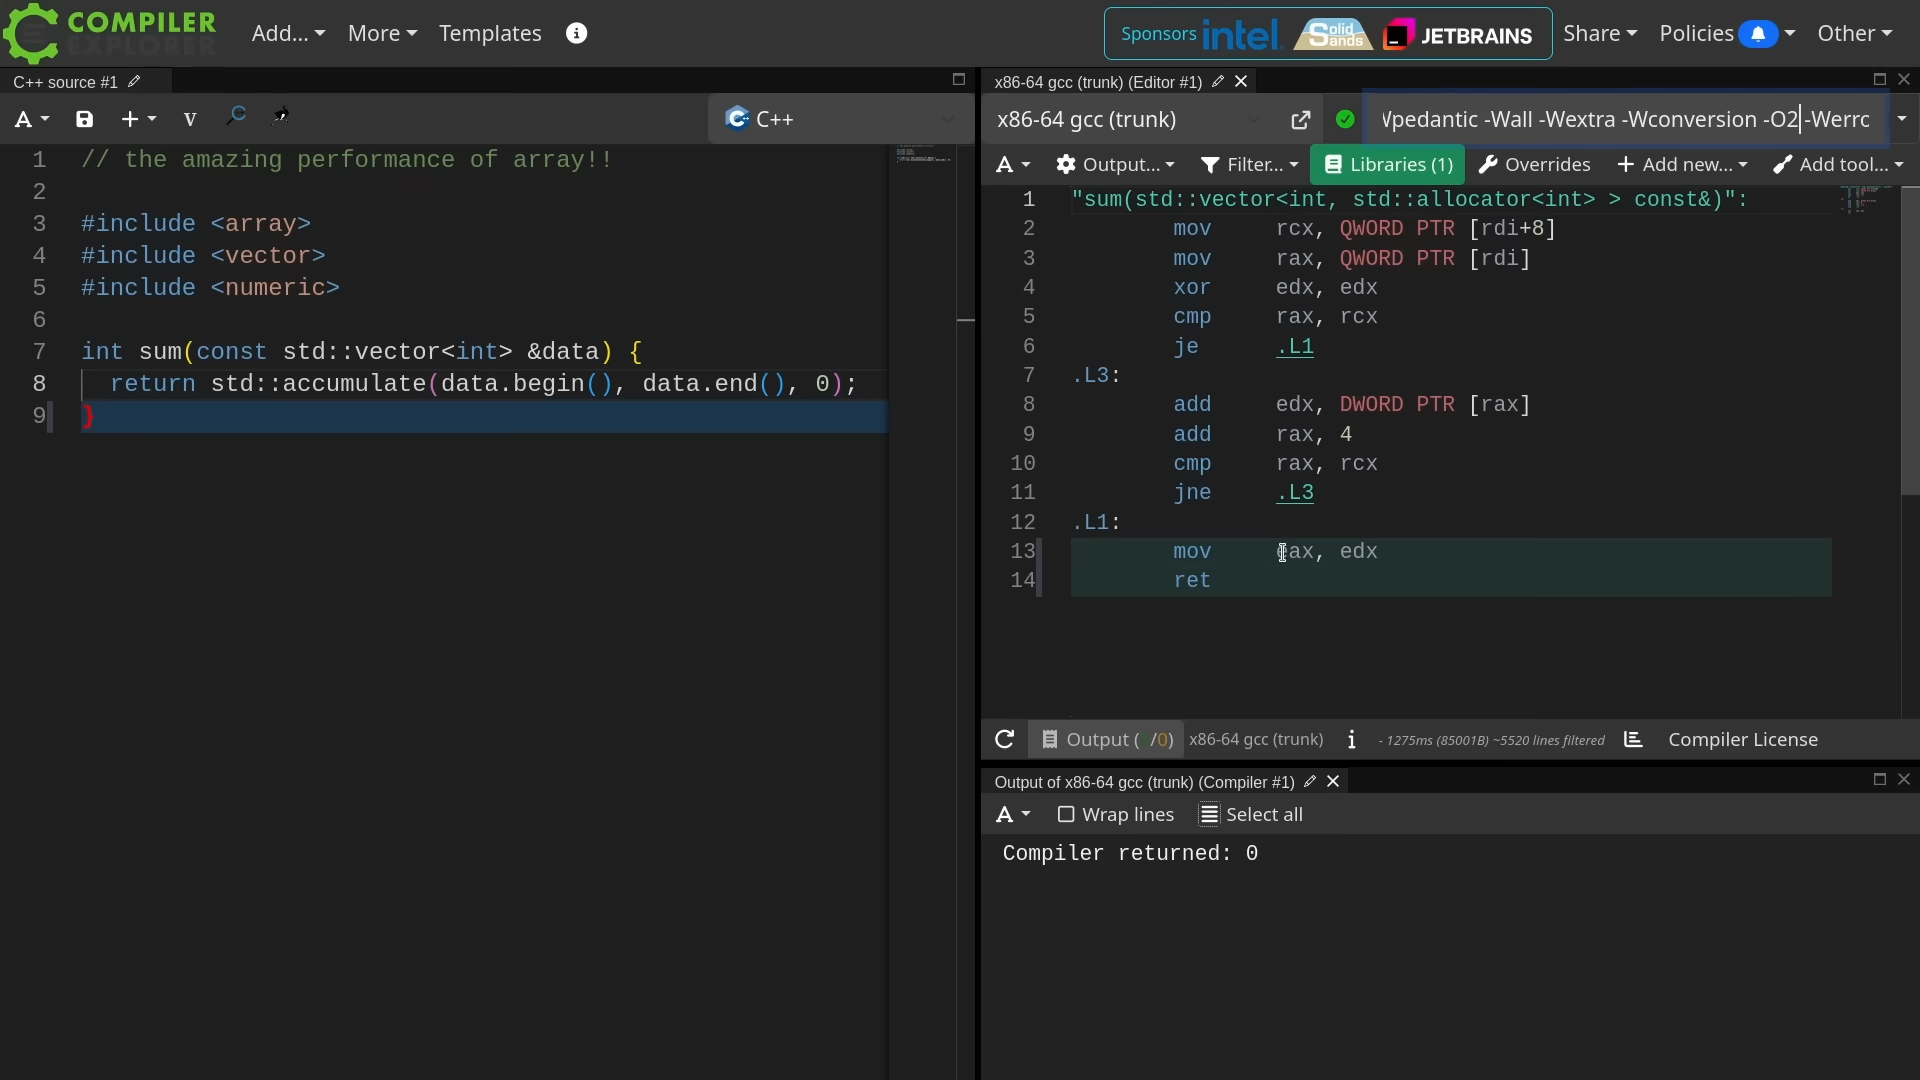 COMPILER
EXPLORER
Add...
More
Templates
Sponsors intel. Solid Sands JETBRAINS
Share
Policies
Other
C++ source #1
x86-64 gcc (trunk) (Editor #1)
A
V
C++
x86-64 gcc (trunk)
-Wall -Wextra -Wconversion -O2
A
Output...
Filter...
Libraries (1)
Overrides
Add new...
Add tool...
1 // the amazing performance of array!!
2
3 #include <array>
4 #include <vector>
5 #include <numeric>
6
7 int sum(const std::vector<int> &data) {
8 return std::accumulate(data.begin(), data.end(), 0);
9 }
1 "sum(std::vector<int, std::allocator<int> > const&)":
2 mov rcx, QWORD PTR [rdi+8]
3 mov rax, QWORD PTR [rdi]
4 xor edx, edx
5 cmp rax, rcx
6 je .L1
7 .L3:
8 add edx, DWORD PTR [rax]
9 add rax, 4
10 cmp rax, rcx
11 jne .L3
12 .L1:
13 mov eax, edx
14 ret
Output ( /0)
x86-64 gcc (trunk)
- 1275ms (85001B) ~5520 lines filtered
Compiler License
Output of x86-64 gcc (trunk) (Compiler #1)
A
Wrap lines
Select all
Compiler returned: 0